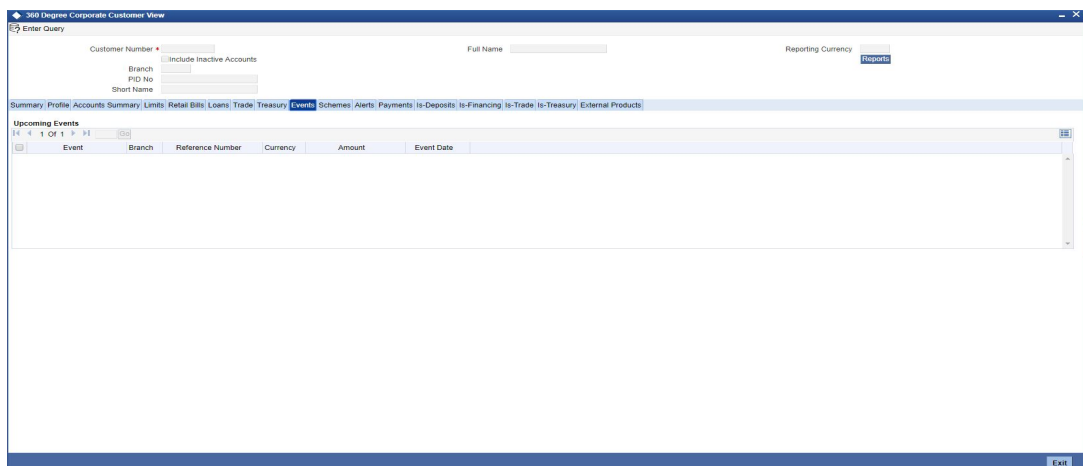 360 Degree Corporate Customer View
Enter Query
Customer Number * Full Name Reporting Currency
Include Inactive Accounts Reports
Branch
PID No
Short Name
Summary Profile Accounts Summary Limits Retail Bills Loans Trade Treasury Events Schemes Alerts Payments Is-Deposits Is-Financing Is-Trade Is-Treasury External Products
Upcoming Events
1 Of 1 Go
Event Branch Reference Number Currency Amount Event Date
Exit